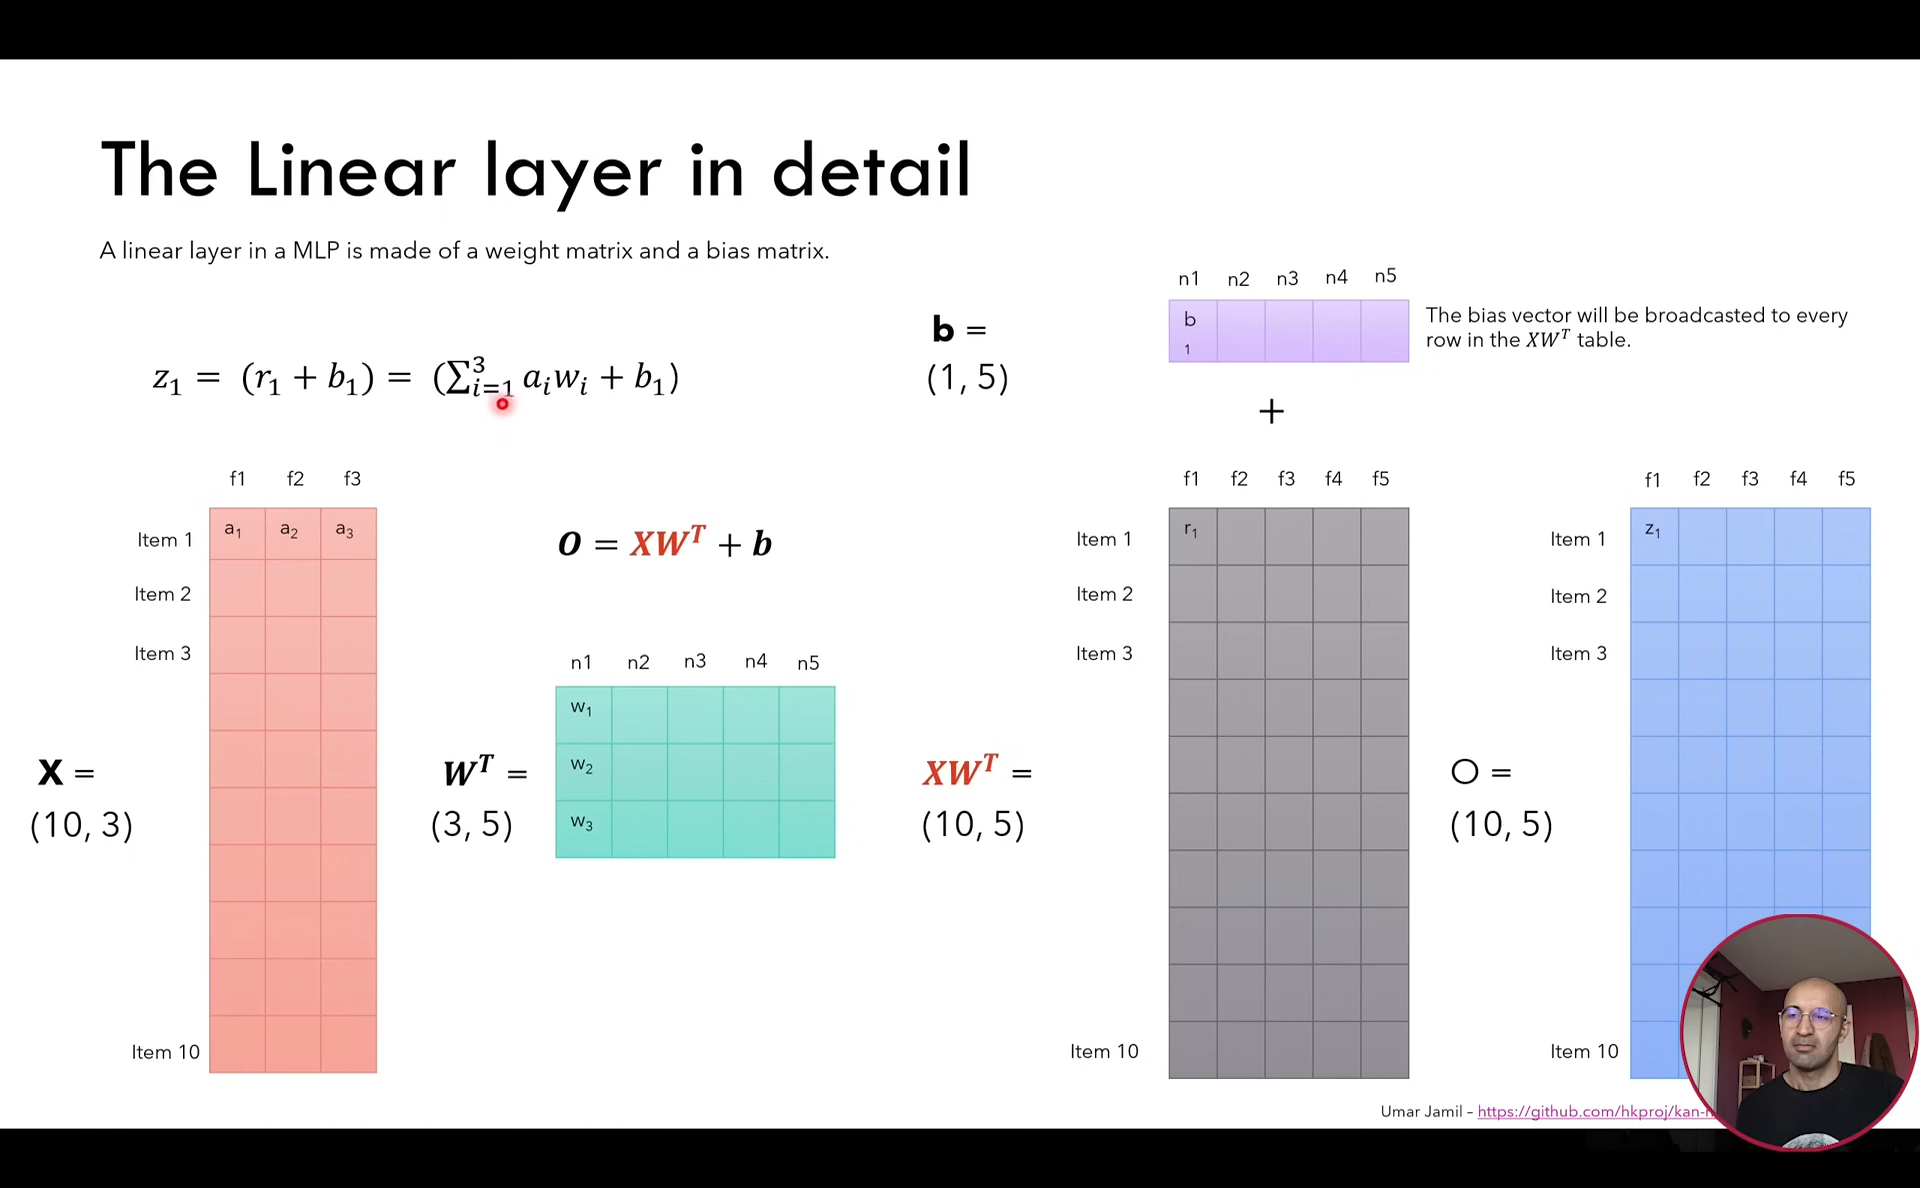 The Linear layer in detail
A linear layer in a MLP is made of a weight matrix and a bias matrix.
z₁ = (r₁ + b₁) = (∑³ᵢ₌₁ aᵢwᵢ + b₁)
b =
(1, 5)
n1 n2 n3 n4 n5
b
1
The bias vector will be broadcasted to every
row in the XWᵀ table.
+
f1 f2 f3
Item 1 a₁ a₂ a₃
Item 2
Item 3
Item 10
X =
(10, 3)
O = XWᵀ + b
n1 n2 n3 n4 n5
w₁
w₂
w₃
Wᵀ =
(3, 5)
f1 f2 f3 f4 f5
Item 1 r₁
Item 2
Item 3
Item 10
XWᵀ =
(10, 5)
f1 f2 f3 f4 f5
Item 1 z₁
Item 2
Item 3
Item 10
O =
(10, 5)
Umar Jamil – https://github.com/hkproj/kan-